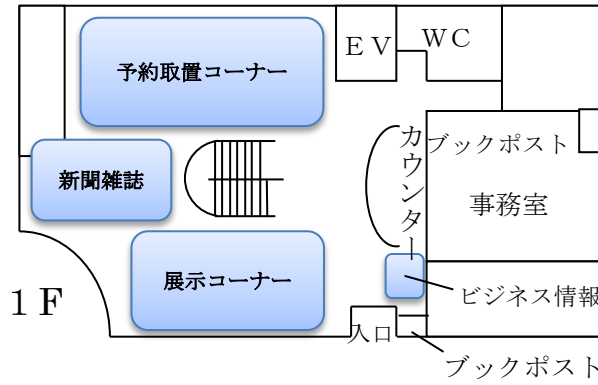 ＥＶ
ＷＣ
予約取置コーナー
カウンター
ブックポスト
新聞雑誌
事務室
展示コーナー
ビジネス情報
１Ｆ
入口
ブックポスト